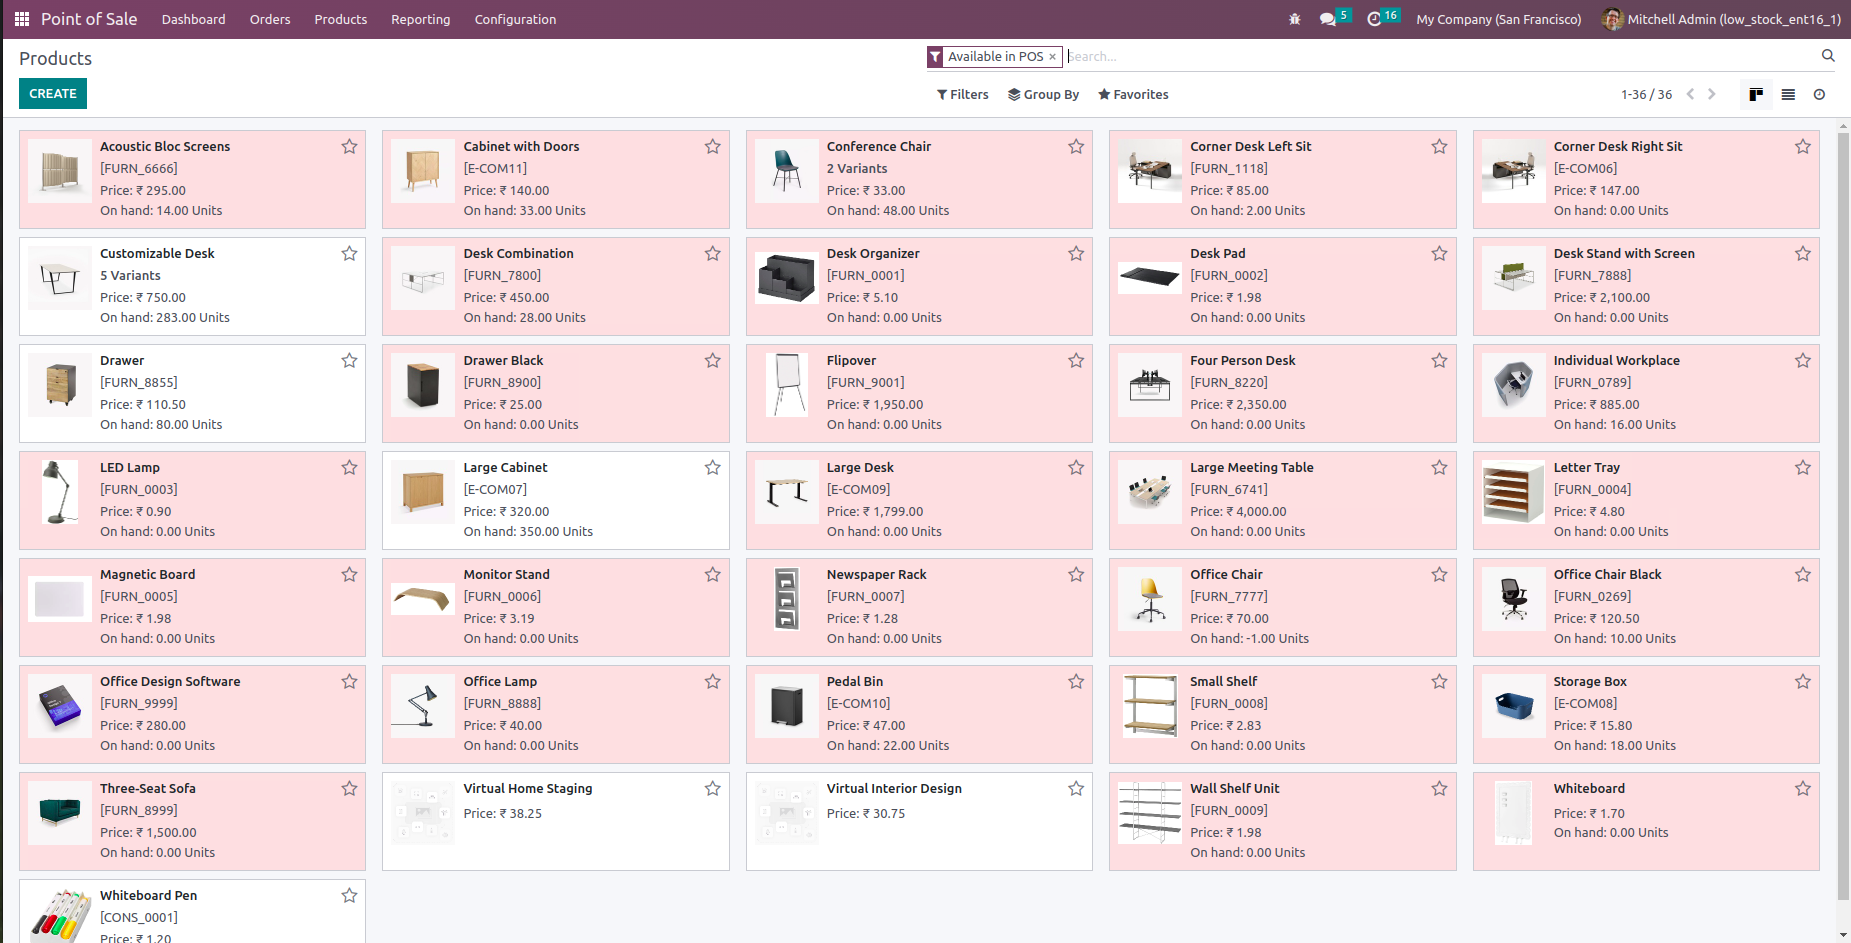 Point of Sale Dashboard Orders Products Reporting Configuration 5 16 My Company (San Francisco) Mitchell Admin (low_stock_ent16_1)
Products
Available in POS × Search...
CREATE
Filters Group By Favorites 1-36 / 36
Acoustic Bloc Screens
[FURN_6666]
Price: ₹ 295.00
On hand: 14.00 Units
Cabinet with Doors
[E-COM11]
Price: ₹ 140.00
On hand: 33.00 Units
Conference Chair
2 Variants
Price: ₹ 33.00
On hand: 48.00 Units
Corner Desk Left Sit
[FURN_1118]
Price: ₹ 85.00
On hand: 2.00 Units
Corner Desk Right Sit
[E-COM06]
Price: ₹ 147.00
On hand: 0.00 Units
Customizable Desk
5 Variants
Price: ₹ 750.00
On hand: 283.00 Units
Desk Combination
[FURN_7800]
Price: ₹ 450.00
On hand: 28.00 Units
Desk Organizer
[FURN_0001]
Price: ₹ 5.10
On hand: 0.00 Units
Desk Pad
[FURN_0002]
Price: ₹ 1.98
On hand: 0.00 Units
Desk Stand with Screen
[FURN_7888]
Price: ₹ 2,100.00
On hand: 0.00 Units
Drawer
[FURN_8855]
Price: ₹ 110.50
On hand: 80.00 Units
Drawer Black
[FURN_8900]
Price: ₹ 25.00
On hand: 0.00 Units
Flipover
[FURN_9001]
Price: ₹ 1,950.00
On hand: 0.00 Units
Four Person Desk
[FURN_8220]
Price: ₹ 2,350.00
On hand: 0.00 Units
Individual Workplace
[FURN_0789]
Price: ₹ 885.00
On hand: 16.00 Units
LED Lamp
[FURN_0003]
Price: ₹ 0.90
On hand: 0.00 Units
Large Cabinet
[E-COM07]
Price: ₹ 320.00
On hand: 350.00 Units
Large Desk
[E-COM09]
Price: ₹ 1,799.00
On hand: 0.00 Units
Large Meeting Table
[FURN_6741]
Price: ₹ 4,000.00
On hand: 0.00 Units
Letter Tray
[FURN_0004]
Price: ₹ 4.80
On hand: 0.00 Units
Magnetic Board
[FURN_0005]
Price: ₹ 1.98
On hand: 0.00 Units
Monitor Stand
[FURN_0006]
Price: ₹ 3.19
On hand: 0.00 Units
Newspaper Rack
[FURN_0007]
Price: ₹ 1.28
On hand: 0.00 Units
Office Chair
[FURN_7777]
Price: ₹ 70.00
On hand: -1.00 Units
Office Chair Black
[FURN_0269]
Price: ₹ 120.50
On hand: 10.00 Units
Office Design Software
[FURN_9999]
Price: ₹ 280.00
On hand: 0.00 Units
Office Lamp
[FURN_8888]
Price: ₹ 40.00
On hand: 0.00 Units
Pedal Bin
[E-COM10]
Price: ₹ 47.00
On hand: 22.00 Units
Small Shelf
[FURN_0008]
Price: ₹ 2.83
On hand: 0.00 Units
Storage Box
[E-COM08]
Price: ₹ 15.80
On hand: 18.00 Units
Three-Seat Sofa
[FURN_8999]
Price: ₹ 1,500.00
On hand: 0.00 Units
Virtual Home Staging
Price: ₹ 38.25
Virtual Interior Design
Price: ₹ 30.75
Wall Shelf Unit
[FURN_0009]
Price: ₹ 1.98
On hand: 0.00 Units
Whiteboard
Price: ₹ 1.70
On hand: 0.00 Units
Whiteboard Pen
[CONS_0001]
Price: ₹ 1.20